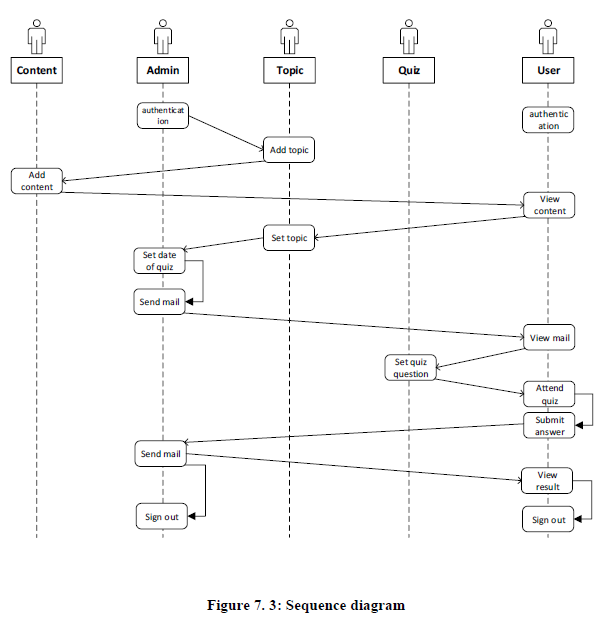 Content
Admin
Topic
Quiz
User
authenticat
ion
authentic
ation
Add topic
Add
content
View
content
Set topic
Set date
of quiz
Send mail
View mail
Set quiz
question
Attend
quiz
Submit
answer
Send mail
View
result
Sign out
Sign out
Figure 7. 3: Sequence diagram